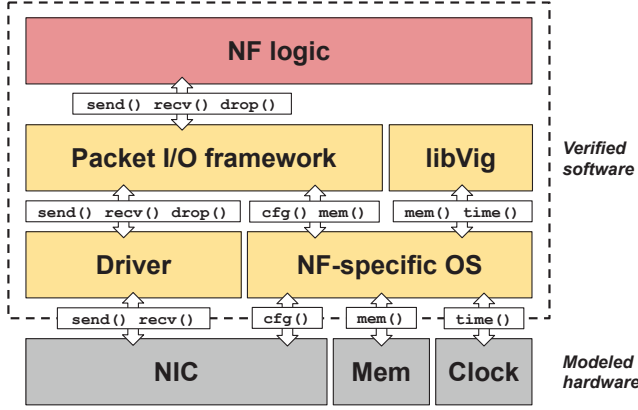 NF logic
send() recv() drop()
Packet I/O framework
libVig
Verified
software
send() recv() drop()
cfg() mem()
mem() time()
Driver
NF-specific OS
send() recv()
cfg()
mem()
time()
NIC
Mem
Clock
Modeled
hardware